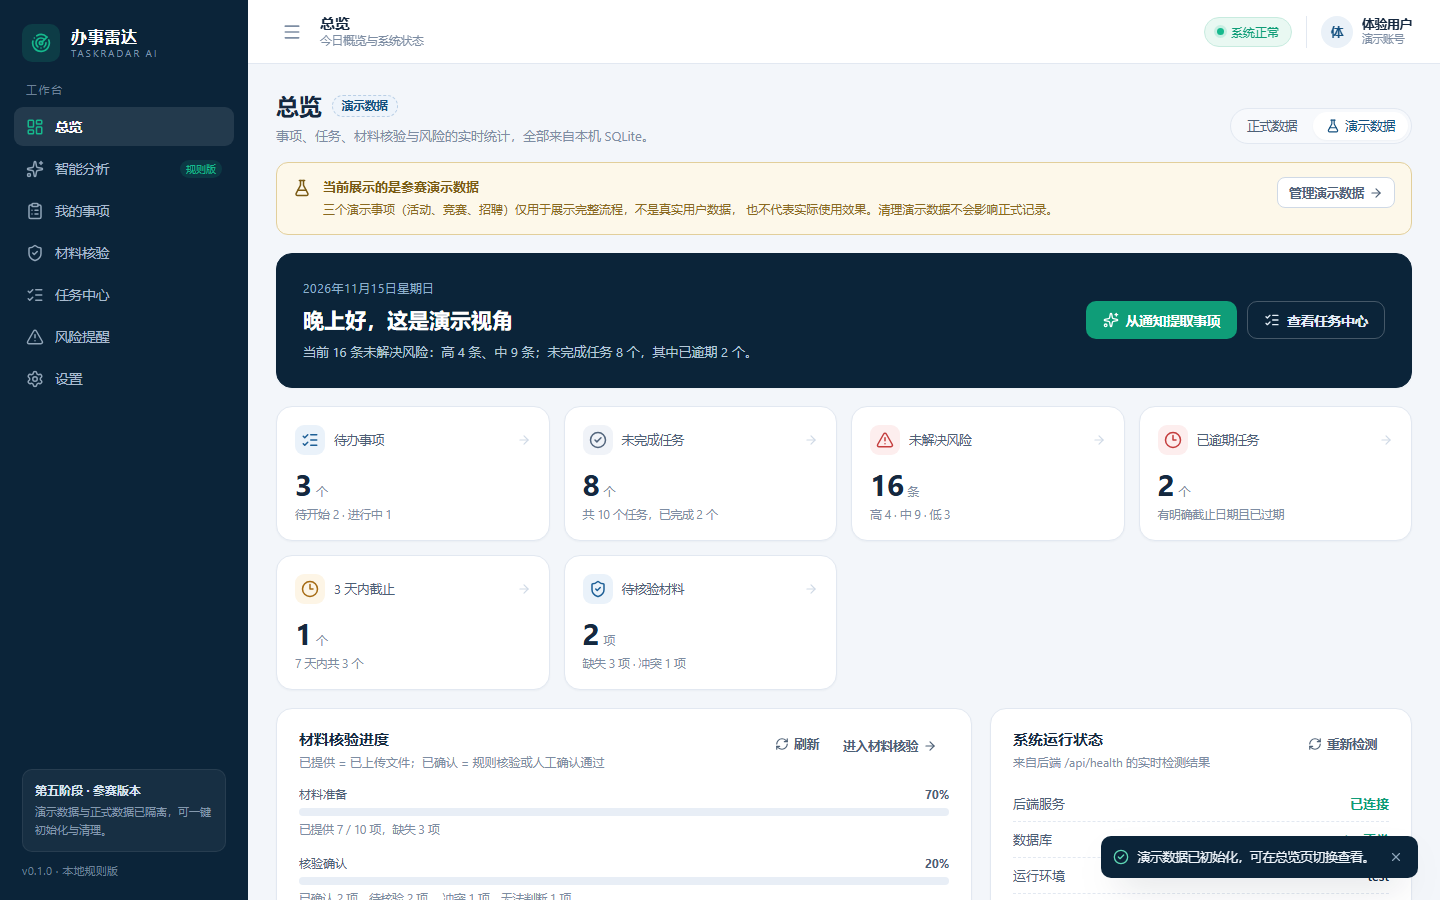 办事雷达
TASKRADAR AI
工作台
总览
智能分析
规则版
我的事项
材料核验
任务中心
风险提醒
设置
第五阶段 · 参赛版本
演示数据与正式数据已隔离，可一键
初始化与清理。
v0.1.0 · 本地规则版
总览
今日概览与系统状态
系统正常
体
体验用户
演示账号
总览
演示数据
事项、任务、材料核验与风险的实时统计，全部来自本机 SQLite。
正式数据
演示数据
当前展示的是参赛演示数据
三个演示事项（活动、竞赛、招聘）仅用于展示完整流程，不是真实用户数据， 也不代表实际使用效果。清理演示数据不会影响正式记录。
管理演示数据
2026年11月15日星期日
晚上好，这是演示视角
当前 16 条未解决风险：高 4 条、中 9 条；未完成任务 8 个，其中已逾期 2 个。
从通知提取事项
查看任务中心
待办事项
3 个
待开始 2 · 进行中 1
未完成任务
8 个
共 10 个任务，已完成 2 个
未解决风险
16 条
高 4 · 中 9 · 低 3
已逾期任务
2 个
有明确截止日期且已过期
3 天内截止
1 个
7 天内共 3 个
待核验材料
2 项
缺失 3 项 · 冲突 1 项
材料核验进度
已提供 = 已上传文件；已确认 = 规则核验或人工确认通过
刷新
进入材料核验
材料准备
70%
已提供 7 / 10 项，缺失 3 项
核验确认
20%
已确认 2 项，待核验 2 项， 冲突 1 项，无法判断 1 项
系统运行状态
来自后端 /api/health 的实时检测结果
重新检测
后端服务
已连接
数据库
运行环境
test
演示数据已初始化，可在总览页切换查看。